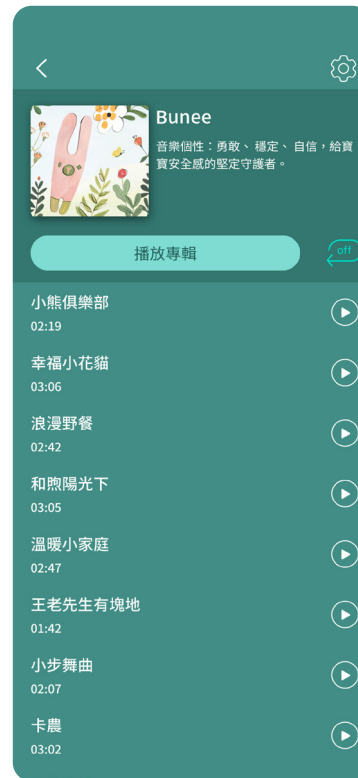 Bunee
音樂個性：勇敢、 穩定、 自信，給寶
寶安全感的堅定守護者。
播放專輯
off
小熊俱樂部
02:19
幸福小花貓
03:06
浪漫野餐
02:42
和煦陽光下
03:05
溫暖小家庭
02:47
王老先生有塊地
01:42
小步舞曲
02:07
卡農
03:02